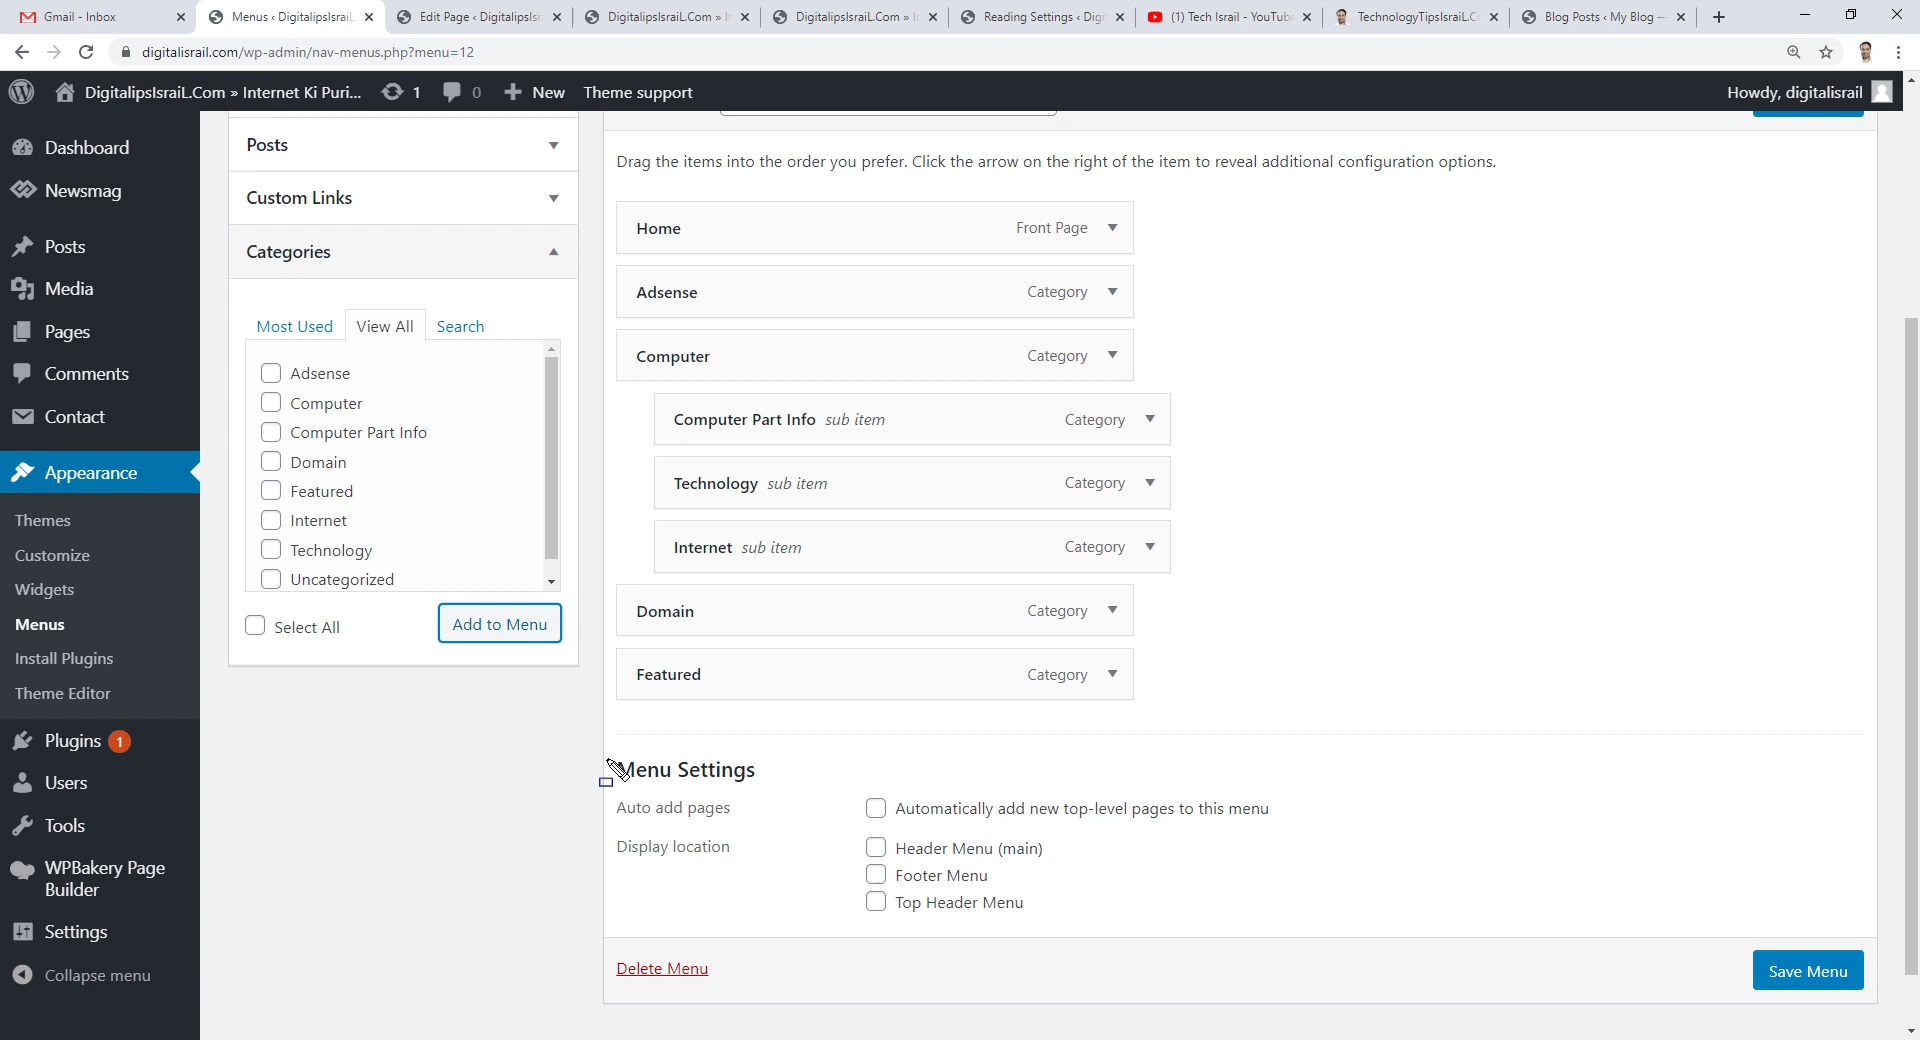 Gmail - Inbox
Menus ‹ DigitalipsIsrail
Edit Page ‹ DigitalipsIsr
DigitalipsIsraiL.Com » I
DigitalipsIsraiL.Com » I
Reading Settings ‹ Digi
(1) Tech Israil - YouTub
TechnologyTipsIsraiL.C
Blog Posts ‹ My Blog —
digitalisrail.com/wp-admin/nav-menus.php?menu=12
DigitalipsIsraiL.Com » Internet Ki Puri...
1
0
New
Theme support
Howdy, digitalisrail
Dashboard
Newsmag
Posts
Media
Pages
Comments
Contact
Appearance
Themes
Customize
Widgets
Menus
Install Plugins
Theme Editor
Plugins 1
Users
Tools
WPBakery Page
Builder
Settings
Collapse menu
Posts
Custom Links
Categories
Most Used
View All
Search
Adsense
Computer
Computer Part Info
Domain
Featured
Internet
Technology
Uncategorized
Select All
Add to Menu
Drag the items into the order you prefer. Click the arrow on the right of the item to reveal additional configuration options.
Home Front Page
Adsense Category
Computer Category
Computer Part Info sub item Category
Technology sub item Category
Internet sub item Category
Domain Category
Featured Category
Menu Settings
Auto add pages
Automatically add new top-level pages to this menu
Display location
Header Menu (main)
Footer Menu
Top Header Menu
Delete Menu
Save Menu